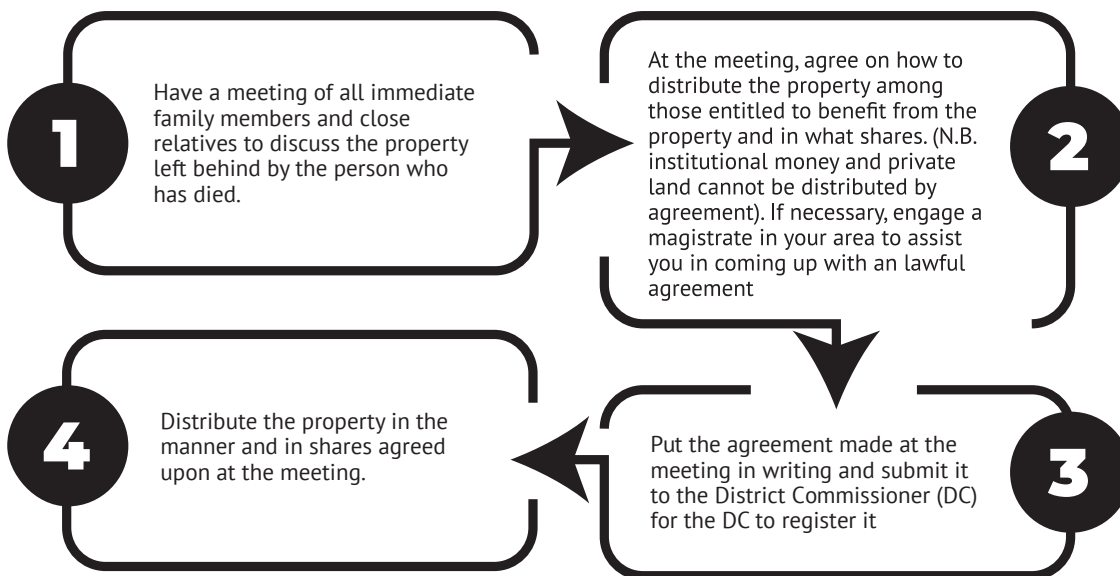 1
Have a meeting of all immediate
family members and close
relatives to discuss the property
left behind by the person who
has died.
2
At the meeting, agree on how to
distribute the property among
those entitled to benefit from the
property and in what shares. (N.B.
institutional money and private
land cannot be distributed by
agreement). If necessary, engage a
magistrate in your area to assist
you in coming up with an lawful
agreement
3
Put the agreement made at the
meeting in writing and submit it
to the District Commissioner (DC)
for the DC to register it
4
Distribute the property in the
manner and in shares agreed
upon at the meeting.